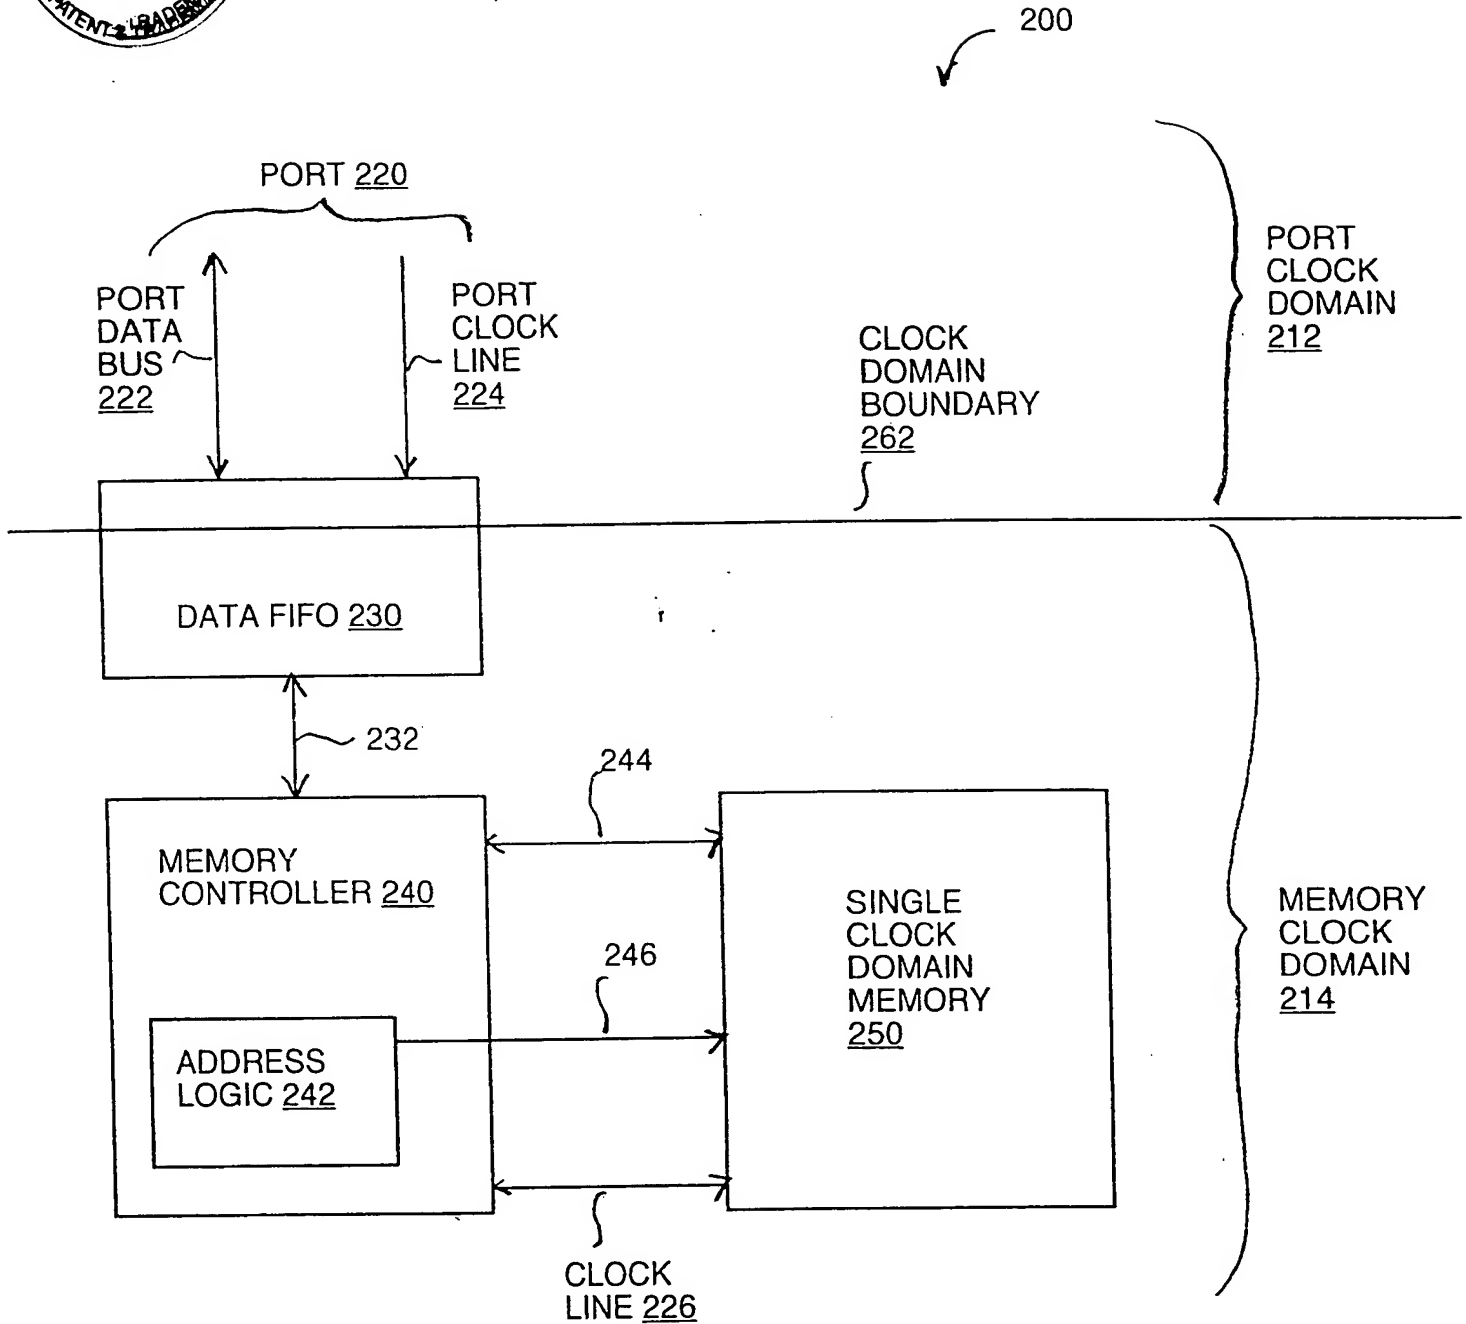 PATENT &
200
PORT 220
PORT
DATA
BUS
222
PORT
CLOCK
LINE
224
CLOCK
DOMAIN
BOUNDARY
262
PORT
CLOCK
DOMAIN
212
DATA FIFO 230
232
244
MEMORY
CONTROLLER 240
246
ADDRESS
LOGIC 242
SINGLE
CLOCK
DOMAIN
MEMORY
250
MEMORY
CLOCK
DOMAIN
214
CLOCK
LINE 226